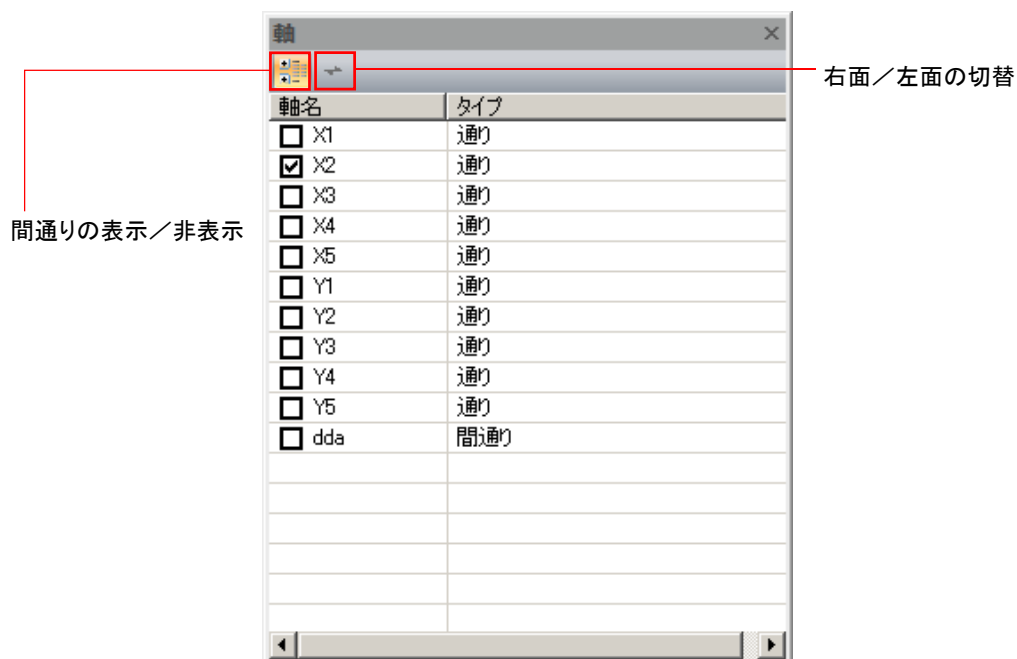 軸
右面／左面の切替
軸名 タイプ
X1 通り
X2 通り
X3 通り
間通りの表示／非表示
X4 通り
X5 通り
Y1 通り
Y2 通り
Y3 通り
Y4 通り
Y5 通り
dda 間通り